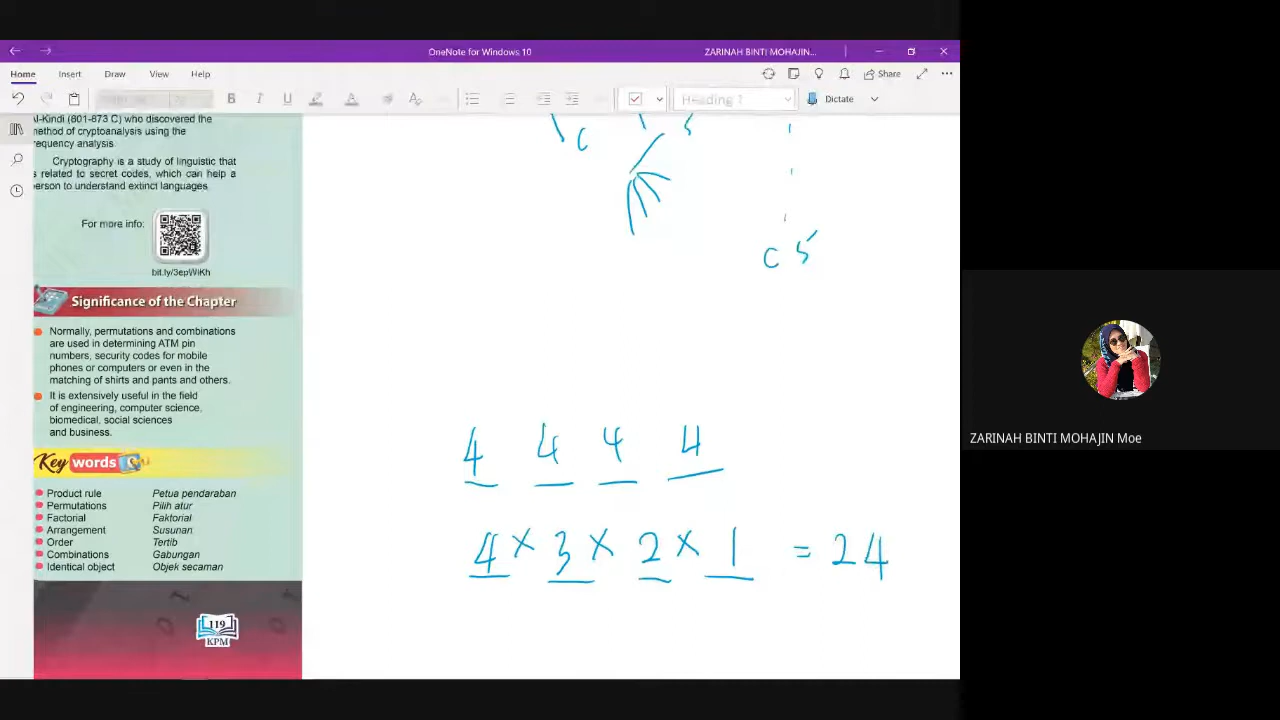 OneNote for Windows 10
ZARINAH BINTI MOHAJIN...
Home Insert Draw View Help
Share
B I U A
Heading 1
Dictate
Al-Kindi (801-873 C) who discovered the
method of cryptoanalysis using the
frequency analysis
Cryptography is a study of linguistic that
s related to secret codes, which can help a
person to understand extinct languages
For more info:
bit.ly/3epWiKh
Significance of the Chapter
Normally, permutations and combinations
are used in determining ATM pin
numbers, security codes for mobile
phones or computers or even in the
matching of shirts and pants and others.
It is extensively useful in the field
of engineering, computer science,
biomedical, social sciences
and business.
Key words
Product rule Petua pendaraban
Permutations Pilih atur
Factorial Faktorial
Arrangement Susunan
Order Tertib
Combinations Gabungan
Identical object Objek secaman
119
KPM
C S
C 5
4 4 4 4
4 × 3 × 2 × 1 = 24
ZARINAH BINTI MOHAJIN Moe